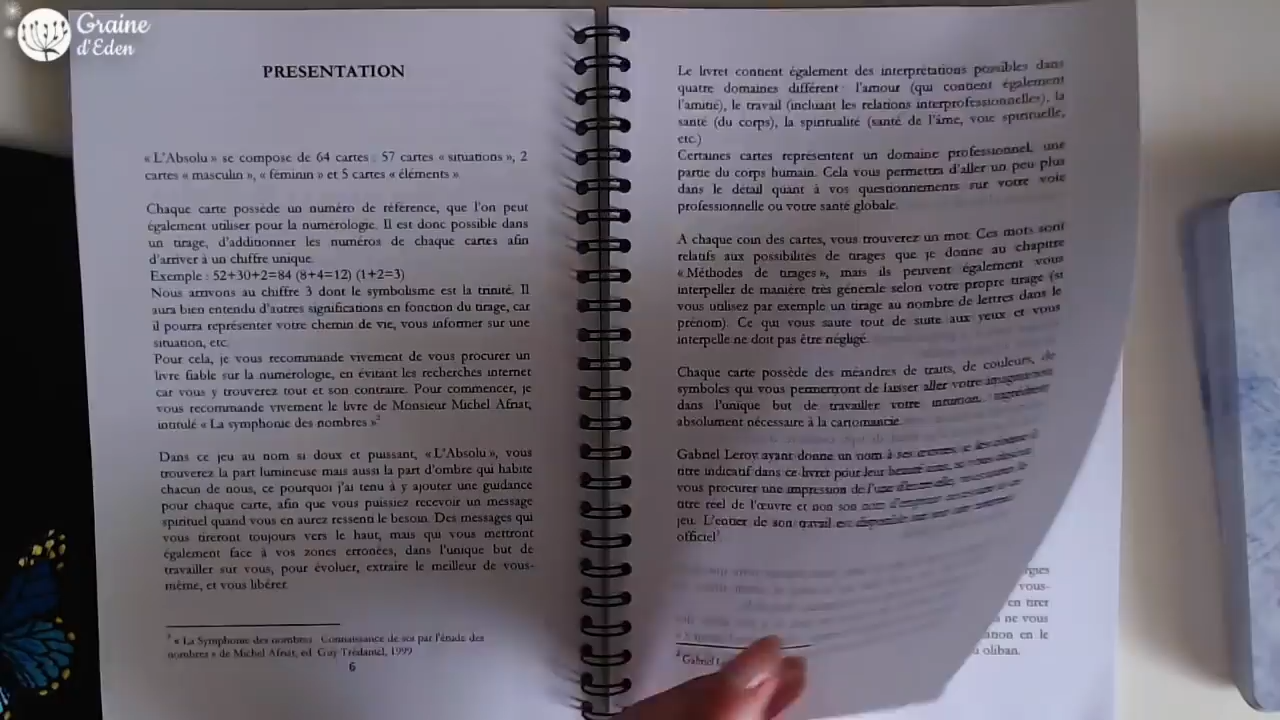 Graine
d'Eden
PRESENTATION
« L'Absolu » se compose de 64 cartes : 57 cartes « situations », 2
cartes « masculin », « féminin » et 5 cartes « éléments »
Chaque carte possède un numéro de référence, que l'on peut
également utiliser pour la numérologie. Il est donc possible dans
un tirage, d'additionner les numéros de chaque cartes afin
d'arriver à un chiffre unique.
Exemple : 52+30+2=84 (8+4=12) (1+2=3)
Nous arrivons au chiffre 3 dont le symbolisme est la trinité. Il
aura bien entendu d'autres significations en fonction du tirage, car
il pourra représenter votre chemin de vie, vous informer sur une
situation, etc.
Pour cela, je vous recommande vivement de vous procurer un
livre fiable sur la numérologie, en évitant les recherches internet
car vous y trouverez tout et son contraire. Pour commencer, je
vous recommande vivement le livre de Monsieur Michel Afnat,
intitulé « La symphonie des nombres »
Dans ce jeu au nom si doux et puissant, « L'Absolu », vous
trouverez la part lumineuse mais aussi la part d'ombre qui habite
chacun de nous, ce pourquoi j'ai tenu à y ajouter une guidance
pour chaque carte, afin que vous puissiez recevoir un message
spirituel quand vous en aurez ressenti le besoin. Des messages qui
vous tireront toujours vers le haut, mais qui vous mettront
également face à vos zones erronées, dans l'unique but de
travailler sur vous, pour évoluer, extraire le meilleur de vous-
même, et vous libérer.
« La Symphonie des nombres : Connaissance de soi par l'étude des
nombres » de Michel Afnat, ed. Guy Trédaniel, 1999
6
Le livret contient également des interprétations possibles dans
quatre domaines différent : l'amour (qui contient également
l'amitié), le travail (incluant les relations interprofessionnelles), la
santé (du corps), la spiritualité (santé de l'âme, voie spirituelle,
etc.)
Certaines cartes représentent un domaine professionnel, une
partie du corps humain. Cela vous permettra d'aller un peu plus
dans le détail quant à vos questionnements sur votre voie
professionnelle ou votre santé globale.
A chaque coin des cartes, vous trouverez un mot. Ces mots sont
relatifs aux possibilités de tirages que je donne au chapitre
« Méthodes de tirages », mais ils peuvent également vous
interpeller de manière très générale selon votre propre tirage (si
vous utilisez par exemple un tirage au nombre de lettres dans le
prénom). Ce qui vous saute tout de suite aux yeux et vous
interpelle ne doit pas être négligé.
Chaque carte possède des méandres de traits, de couleurs, de
symboles qui vous permettront de laisser aller votre imagination
dans l'unique but de travailler votre intuition, ingrédient
absolument nécessaire à la cartomancie.
Gabriel Leroy ayant donné un nom à ses œuvres, je les donne à
titre indicatif dans ce livret pour leur beauté
vous procurer une impression de
titre réel de l'œuvre et non son
jeu. L'entier de son travail est disponible sur son site internet
officiel
Gabriel
vous-
en tirer
ne vous
en le
oliban.